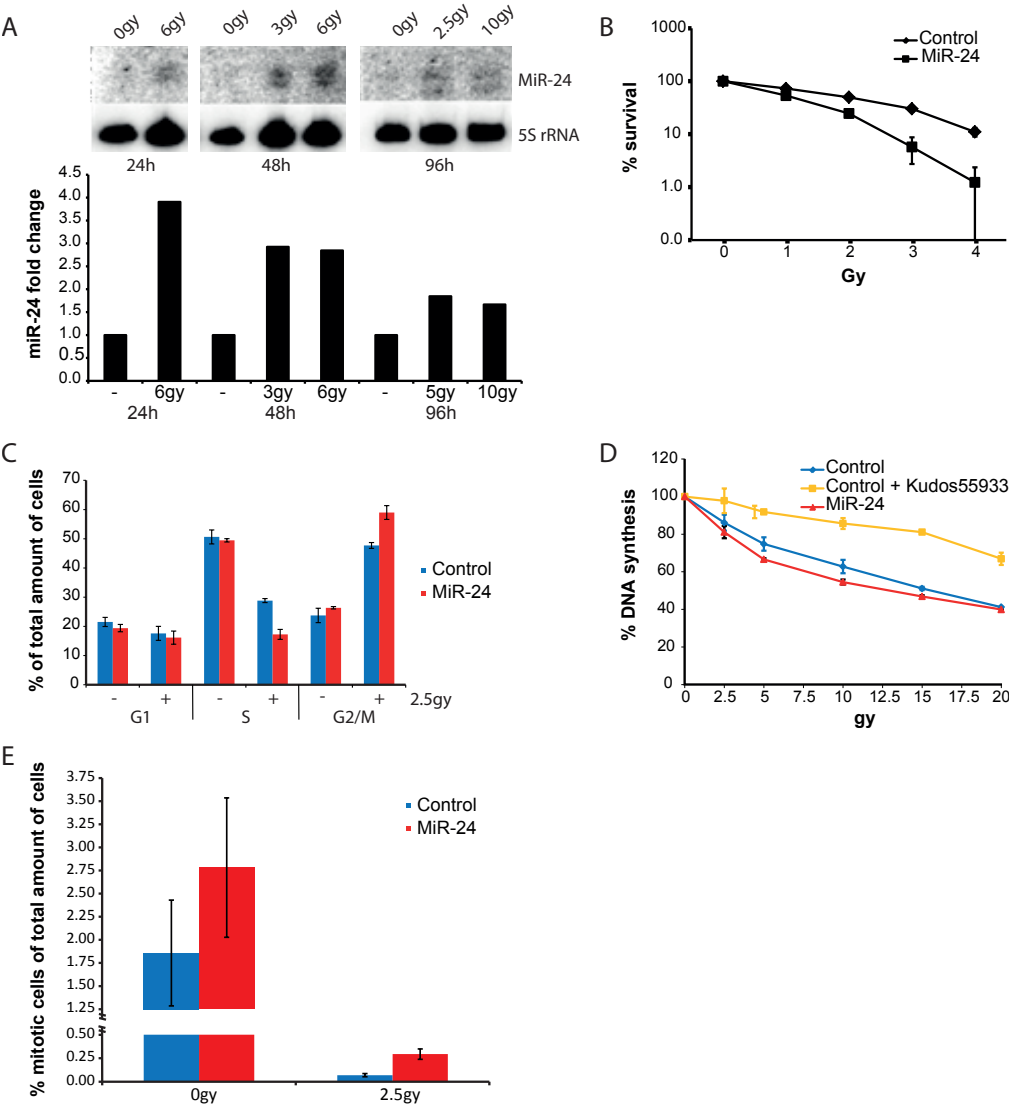 A
0gy 6gy 0gy 3gy 6gy 0gy 2.5gy 10gy
MiR-24
5S rRNA
24h 48h 96h
miR-24 fold change
4.5
4.0
3.5
3.0
2.5
2.0
1.5
1.0
0.5
0.0
- 6gy - 3gy 6gy - 5gy 10gy
24h 48h 96h
B
% survival
1000
100
10
1.0
0.0
Control
MiR-24
0 1 2 3 4
Gy
C
% of total amount of cells
70
60
50
40
30
20
10
0
Control
MiR-24
- + - + - + 2.5gy
G1 S G2/M
D
% DNA synthesis
120
100
80
60
40
20
0
Control
Control + Kudos55933
MiR-24
0 2.5 5 7.5 10 12.5 15 17.5 20
gy
E
% mitotic cells of total amount of cells
3.75
3.50
3.25
3.00
2.75
2.50
2.25
2.00
1.75
1.50
1.25
0.50
0.25
0.00
Control
MiR-24
0gy 2.5gy